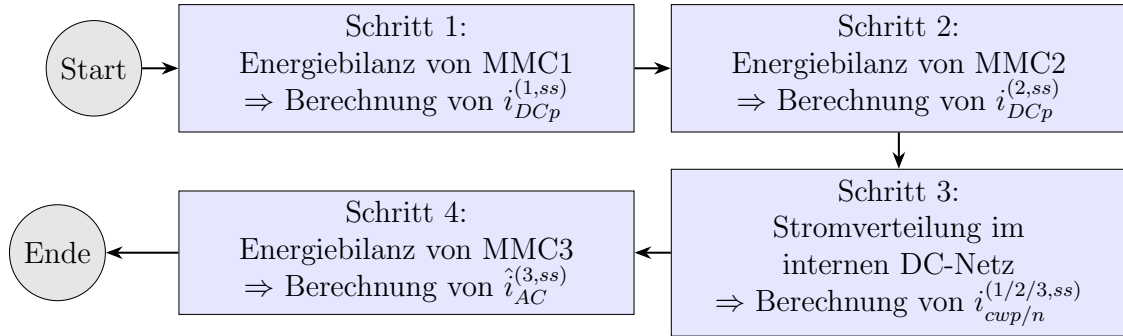 Start
Schritt 1:
Energiebilanz von MMC1
⇒ Berechnung von $i_{DCp}^{(1,ss)}$
Schritt 2:
Energiebilanz von MMC2
⇒ Berechnung von $i_{DCp}^{(2,ss)}$
Schritt 3:
Stromverteilung im
internen DC-Netz
⇒ Berechnung von $i_{cwp/n}^{(1/2/3,ss)}$
Schritt 4:
Energiebilanz von MMC3
⇒ Berechnung von $\hat{i}_{AC}^{(3,ss)}$
Ende